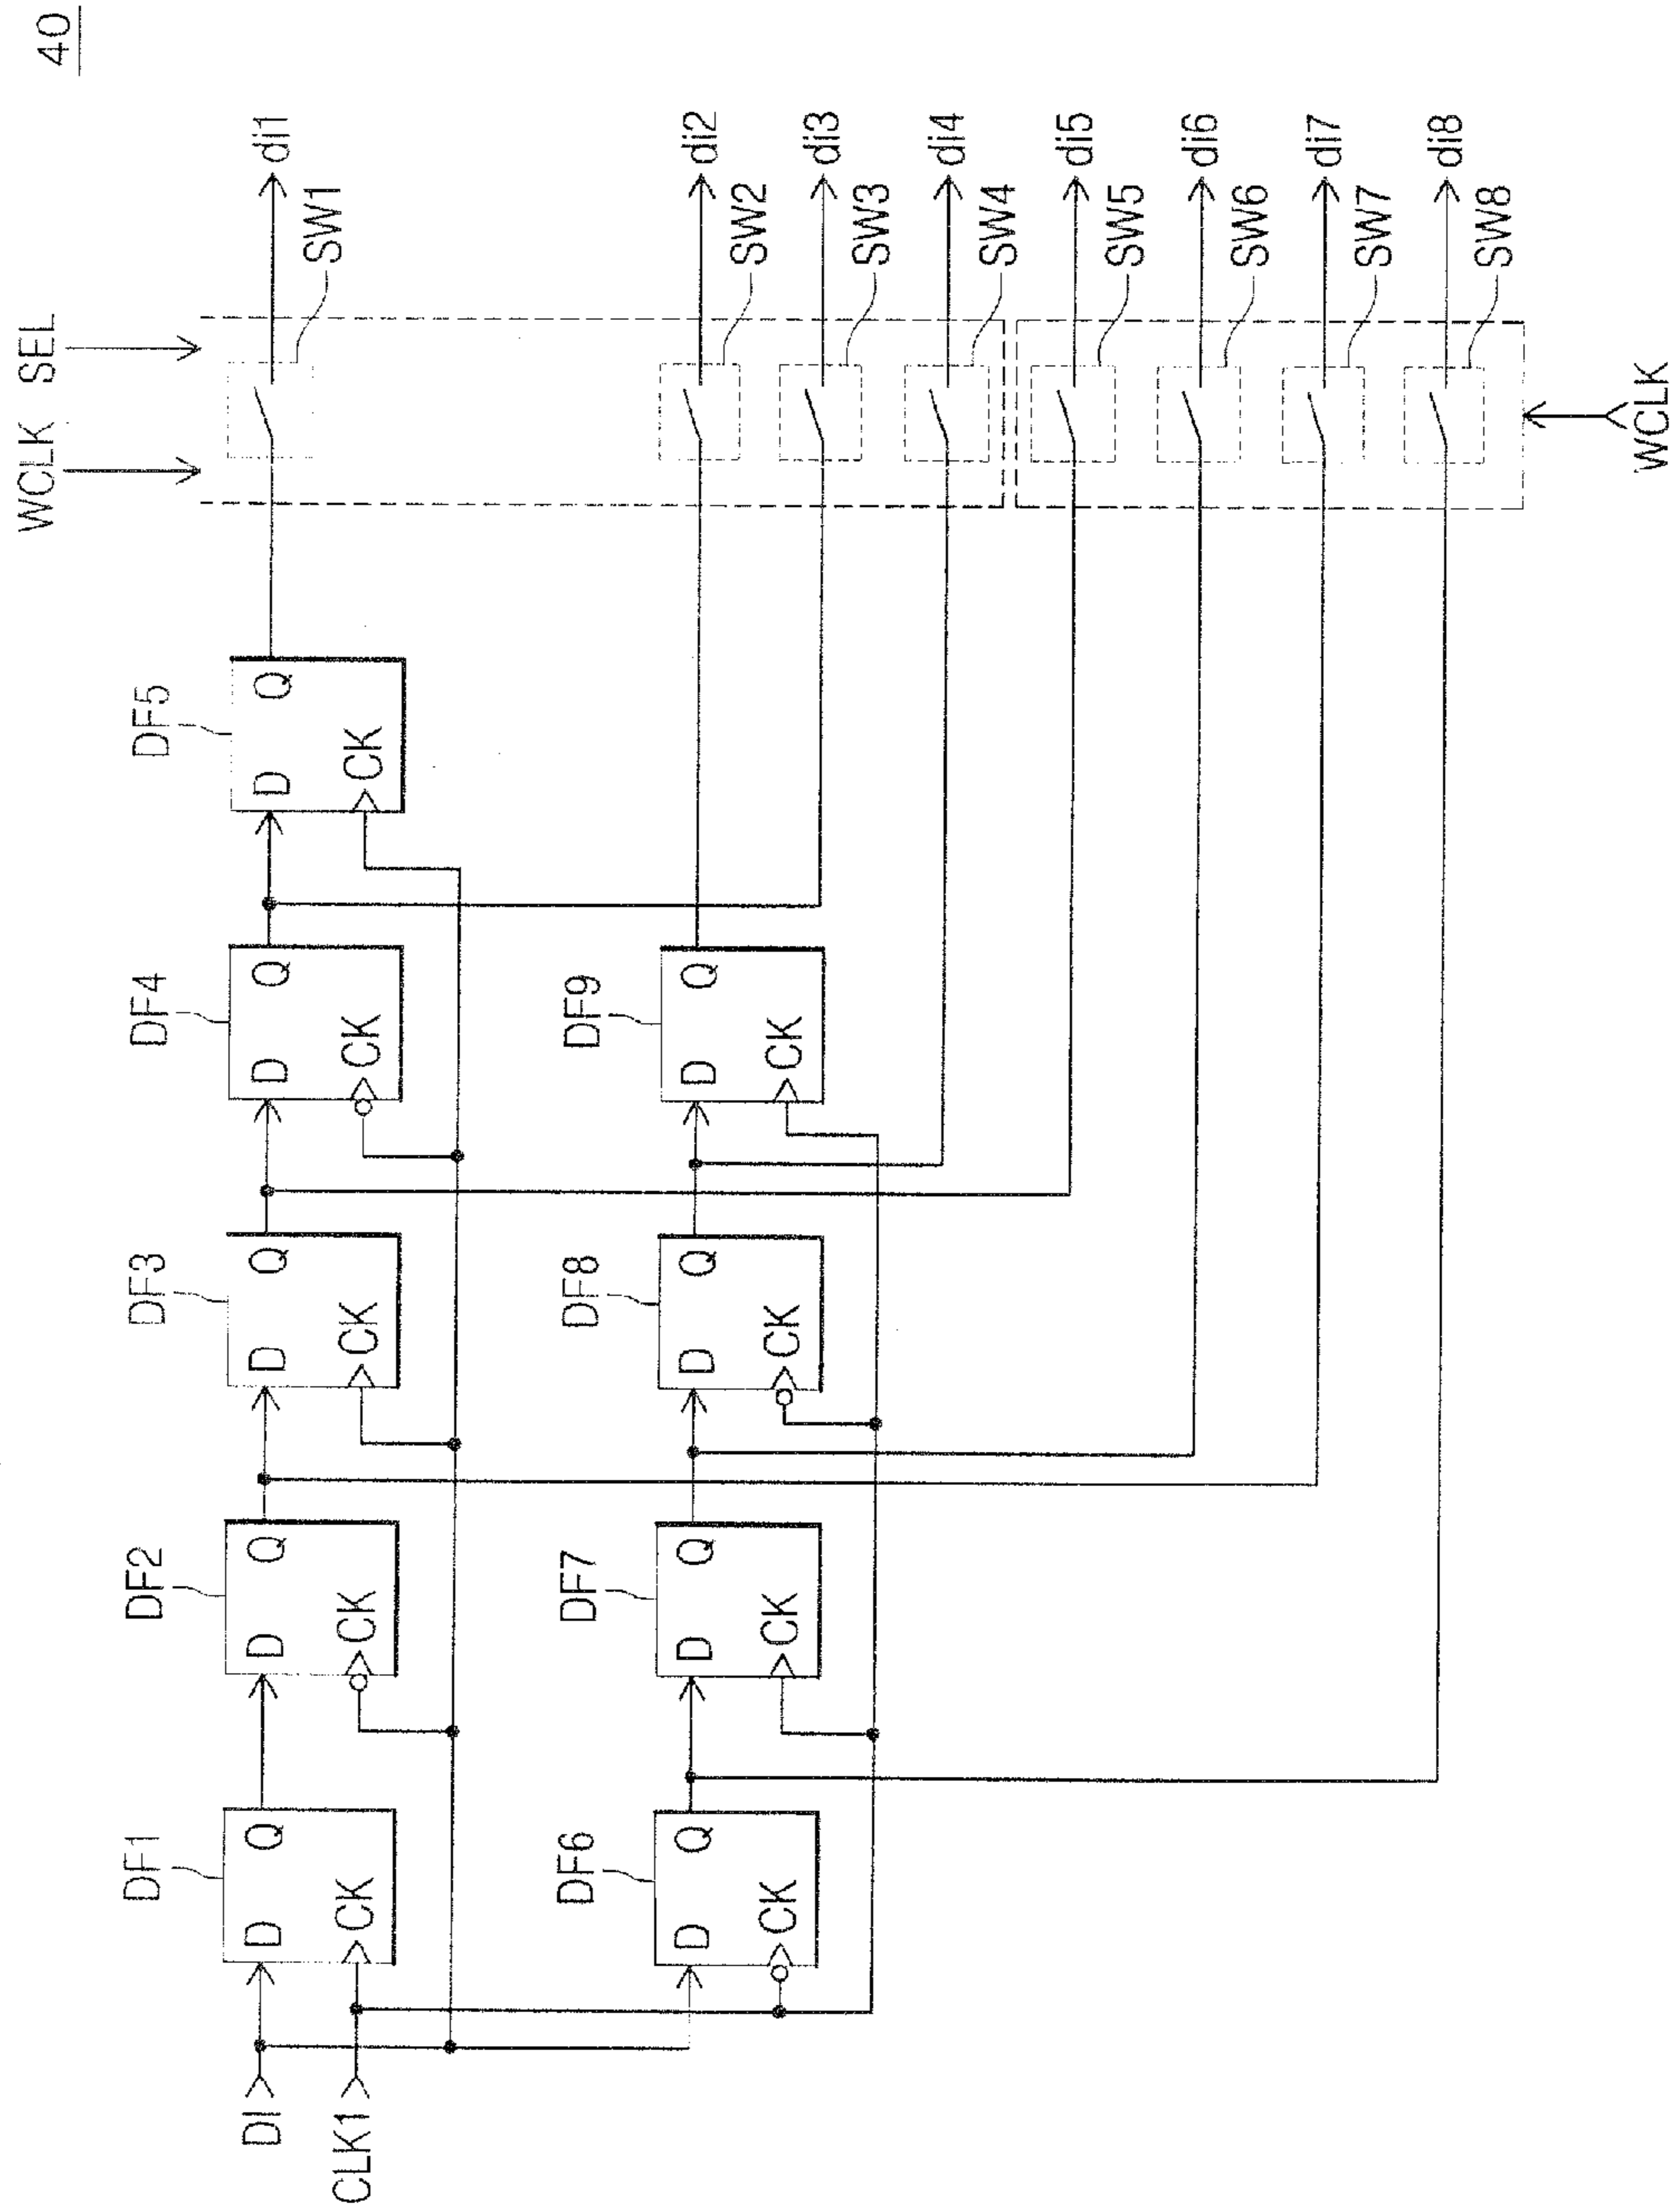 40
WCLK SEL
DI
CLK1
DF1
D Q
CK
DF2
D Q
CK
DF3
D Q
CK
DF4
D Q
CK
DF5
D Q
CK
SW1
di1
DF6
D Q
CK
DF7
D Q
CK
DF8
D Q
CK
DF9
D Q
CK
SW2
di2
SW3
di3
SW4
di4
SW5
di5
SW6
di6
SW7
di7
SW8
di8
WCLK